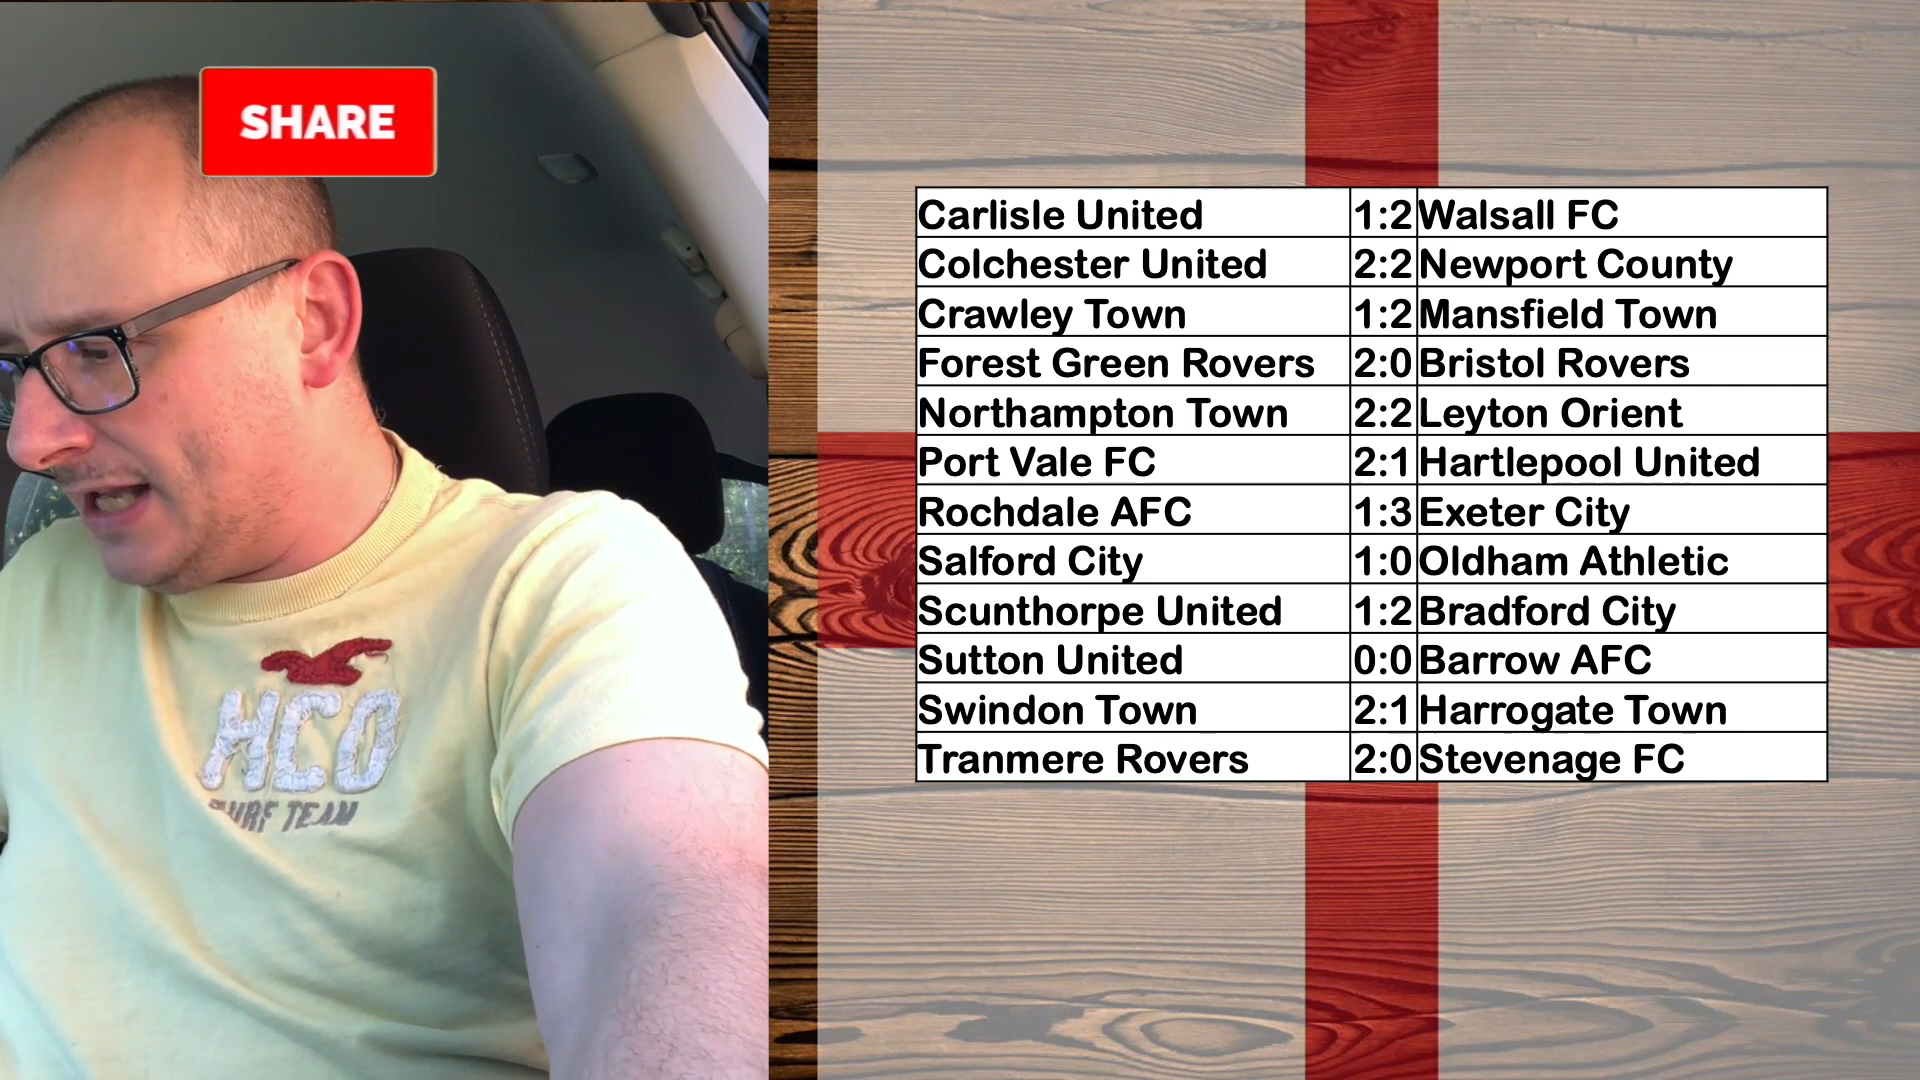 SHARE
Carlisle United 1:2 Walsall FC
Colchester United 2:2 Newport County
Crawley Town 1:2 Mansfield Town
Forest Green Rovers 2:0 Bristol Rovers
Northampton Town 2:2 Leyton Orient
Port Vale FC 2:1 Hartlepool United
Rochdale AFC 1:3 Exeter City
Salford City 1:0 Oldham Athletic
Scunthorpe United 1:2 Bradford City
Sutton United 0:0 Barrow AFC
Swindon Town 2:1 Harrogate Town
Tranmere Rovers 2:0 Stevenage FC
HCO
SURF TEAM